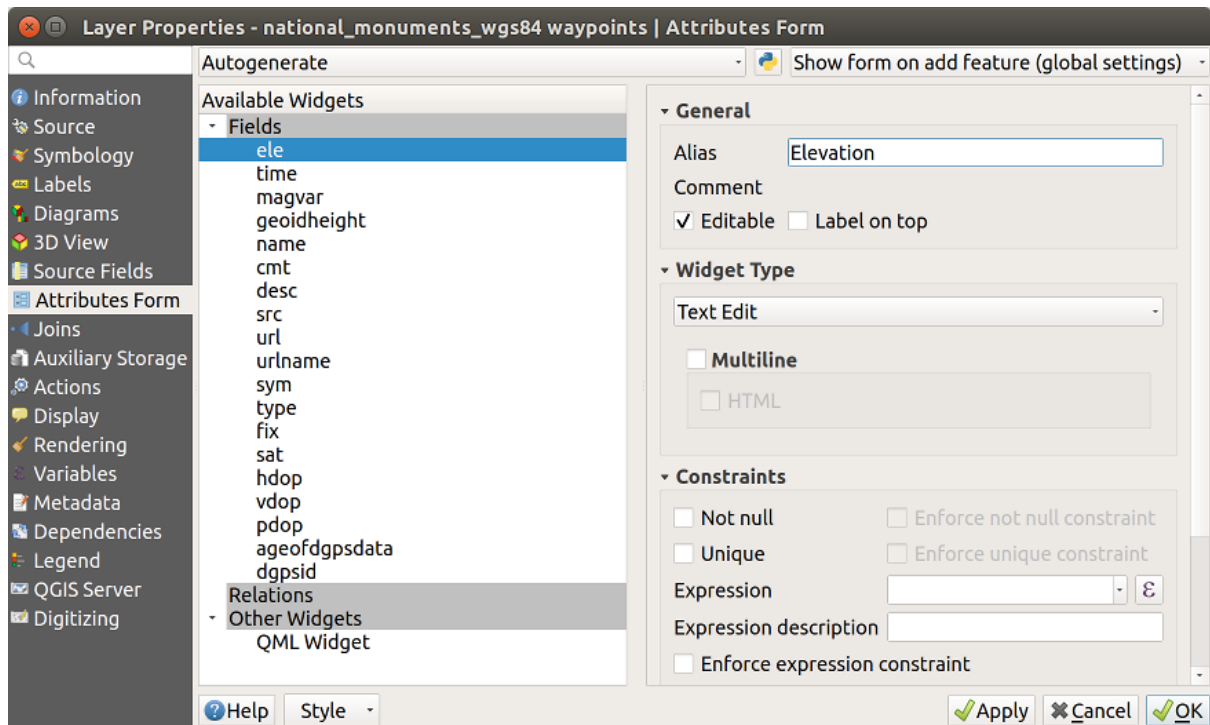 Layer Properties - national_monuments_wgs84 waypoints | Attributes Form
Autogenerate
Show form on add feature (global settings)
Information
Source
Symbology
Labels
Diagrams
3D View
Source Fields
Attributes Form
Joins
Auxiliary Storage
Actions
Display
Rendering
Variables
Metadata
Dependencies
Legend
QGIS Server
Digitizing
Available Widgets
Fields
ele
time
magvar
geoidheight
name
cmt
desc
src
url
urlname
sym
type
fix
sat
hdop
vdop
pdop
ageofdgpsdata
dgpsid
Relations
Other Widgets
QML Widget
General
Alias Elevation
Comment
Editable Label on top
Widget Type
Text Edit
Multiline
HTML
Constraints
Not null Enforce not null constraint
Unique Enforce unique constraint
Expression ε
Expression description
Enforce expression constraint
Help Style Apply Cancel OK